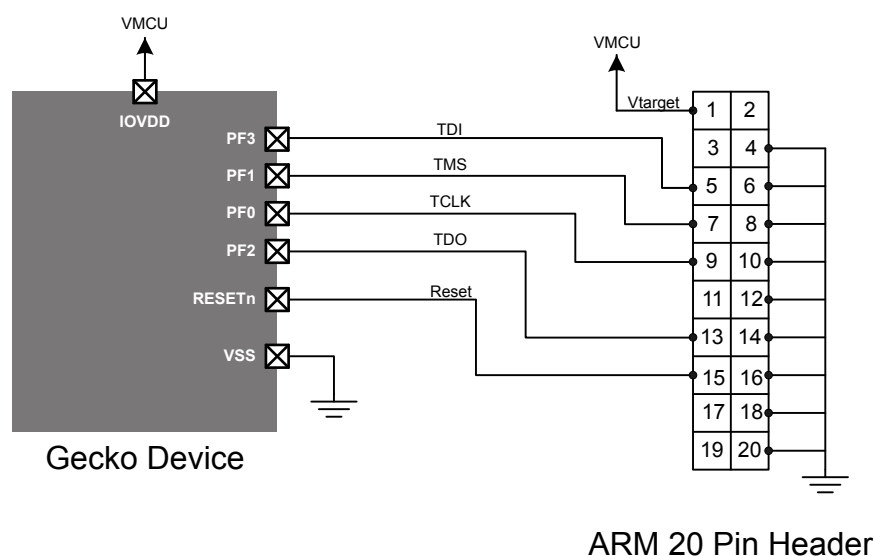 VMCU
IOVDD
PF3
PF1
PF0
PF2
RESETn
VSS
Gecko Device
TDI
TMS
TCLK
TDO
Reset
VMCU
Vtarget
1 2
3 4
5 6
7 8
9 10
11 12
13 14
15 16
17 18
19 20
ARM 20 Pin Header